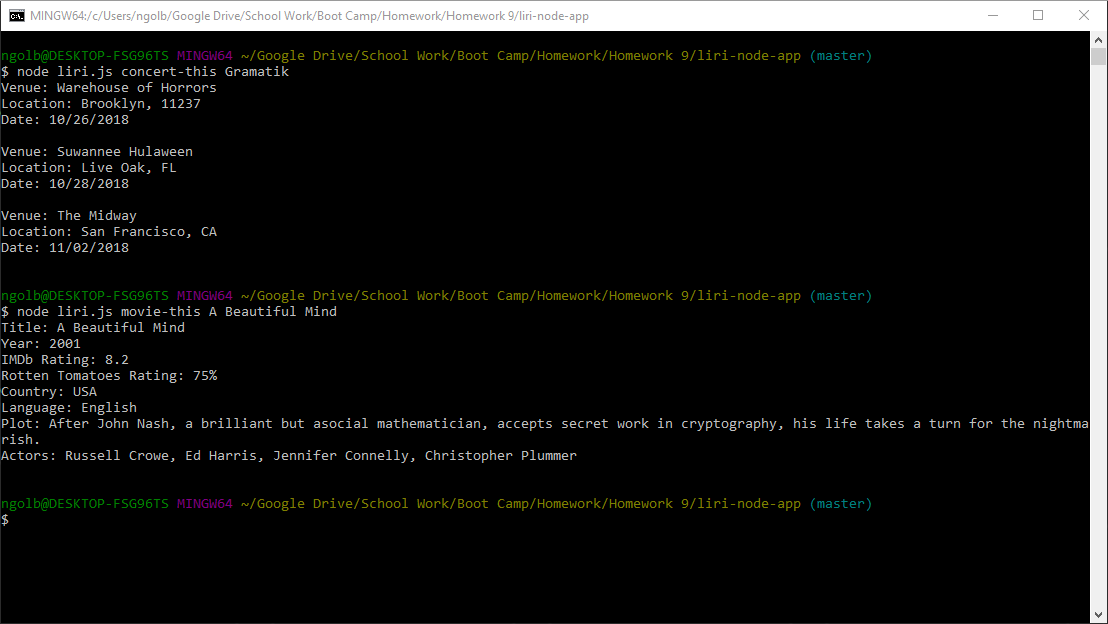 MINGW64:/c/Users/ngolb/Google Drive/School Work/Boot Camp/Homework/Homework 9/liri-node-app
ngolb@DESKTOP-FSG96TS MINGW64 ~/Google Drive/School Work/Boot Camp/Homework/Homework 9/liri-node-app (master)
$ node liri.js concert-this Gramatik
Venue: Warehouse of Horrors
Location: Brooklyn, 11237
Date: 10/26/2018
Venue: Suwannee Hulaween
Location: Live Oak, FL
Date: 10/28/2018
Venue: The Midway
Location: San Francisco, CA
Date: 11/02/2018
ngolb@DESKTOP-FSG96TS MINGW64 ~/Google Drive/School Work/Boot Camp/Homework/Homework 9/liri-node-app (master)
$ node liri.js movie-this A Beautiful Mind
Title: A Beautiful Mind
Year: 2001
IMDb Rating: 8.2
Rotten Tomatoes Rating: 75%
Country: USA
Language: English
Plot: After John Nash, a brilliant but asocial mathematician, accepts secret work in cryptography, his life takes a turn for the nightma
rish.
Actors: Russell Crowe, Ed Harris, Jennifer Connelly, Christopher Plummer
ngolb@DESKTOP-FSG96TS MINGW64 ~/Google Drive/School Work/Boot Camp/Homework/Homework 9/liri-node-app (master)
$